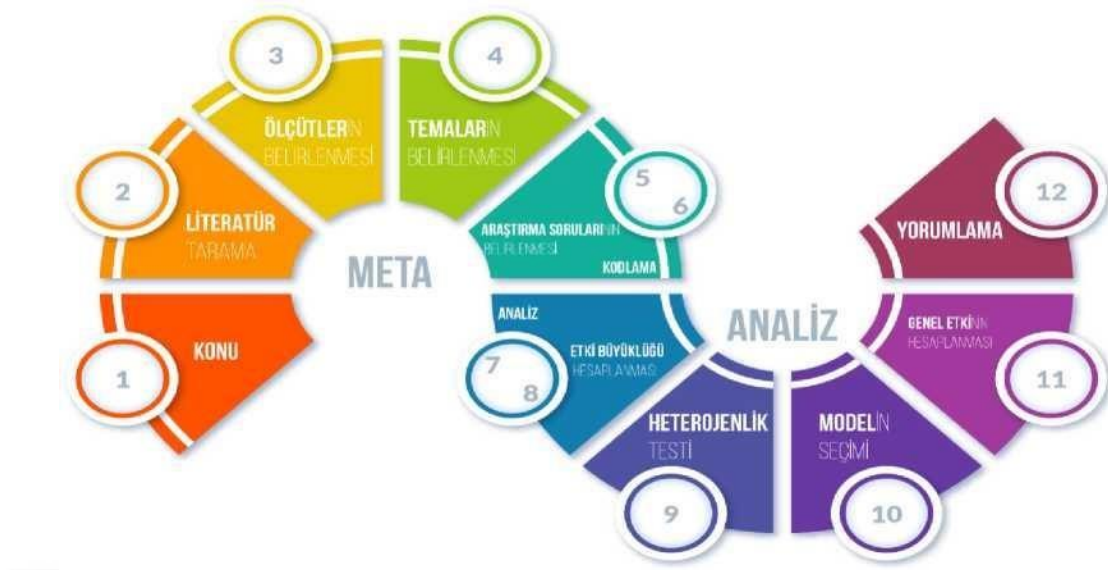 1
KONU
2
LİTERATÜR
TARAMA
3
ÖLÇÜTLERİN
BELİRLENMESİ
4
TEMALARIN
BELİRLENMESİ
5
6
ARAŞTIRMA SORULARININ
BELİRLENMESİ
KODLAMA
META
ANALİZ
7
8
ETKİ BÜYÜKLÜĞÜ
HESAPLANMASI
ANALİZ
HETEROJENLİK
TESTİ
9
MODELİN
SEÇİMİ
10
GENEL ETKİNİN
HESAPLANMASI
11
YORUMLAMA
12